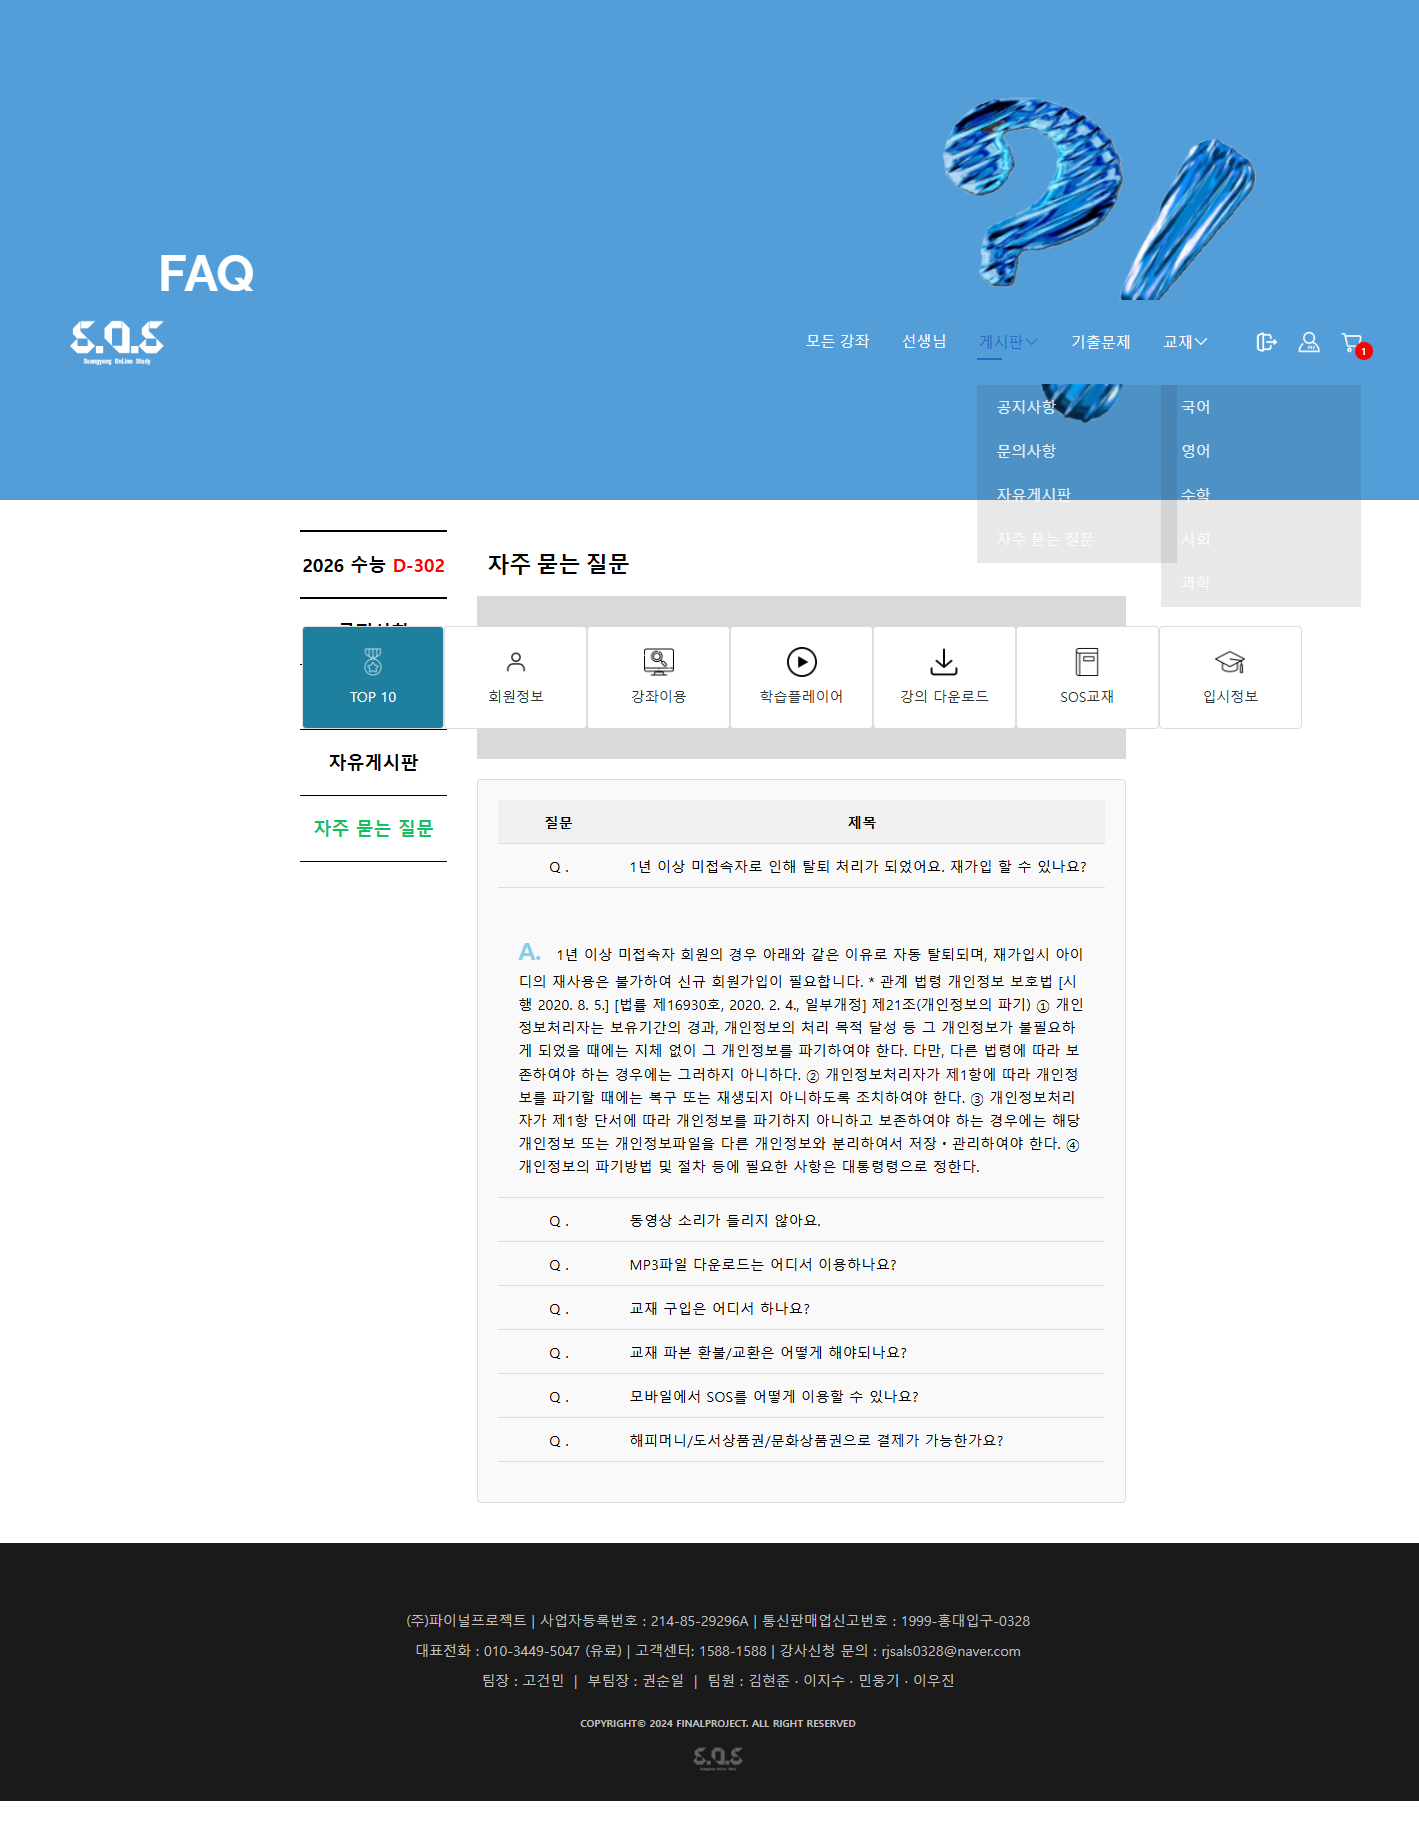 FAQ
S.O.S
Ssangyong OnLine Study
모든 강좌
선생님
게시판
기출문제
교재
1
공지사항
문의사항
자유게시판
자주 묻는 질문
국어
영어
수학
사회
과학
2026 수능 D-302
자유게시판
자주 묻는 질문
자주 묻는 질문
TOP 10
회원정보
강좌이용
학습플레이어
강의 다운로드
SOS교재
입시정보
질문 제목
Q . 1년 이상 미접속자로 인해 탈퇴 처리가 되었어요. 재가입 할 수 있나요?
A. 1년 이상 미접속자 회원의 경우 아래와 같은 이유로 자동 탈퇴되며, 재가입시 아이
디의 재사용은 불가하여 신규 회원가입이 필요합니다. * 관계 법령 개인정보 보호법 [시
행 2020. 8. 5.] [법률 제16930호, 2020. 2. 4., 일부개정] 제21조(개인정보의 파기) ① 개인
정보처리자는 보유기간의 경과, 개인정보의 처리 목적 달성 등 그 개인정보가 불필요하
게 되었을 때에는 지체 없이 그 개인정보를 파기하여야 한다. 다만, 다른 법령에 따라 보
존하여야 하는 경우에는 그러하지 아니하다. ② 개인정보처리자가 제1항에 따라 개인정
보를 파기할 때에는 복구 또는 재생되지 아니하도록 조치하여야 한다. ③ 개인정보처리
자가 제1항 단서에 따라 개인정보를 파기하지 아니하고 보존하여야 하는 경우에는 해당
개인정보 또는 개인정보파일을 다른 개인정보와 분리하여서 저장・관리하여야 한다. ④
개인정보의 파기방법 및 절차 등에 필요한 사항은 대통령령으로 정한다.
Q . 동영상 소리가 들리지 않아요.
Q . MP3파일 다운로드는 어디서 이용하나요?
Q . 교재 구입은 어디서 하나요?
Q . 교재 파본 환불/교환은 어떻게 해야되나요?
Q . 모바일에서 SOS를 어떻게 이용할 수 있나요?
Q . 해피머니/도서상품권/문화상품권으로 결제가 가능한가요?
(주)파이널프로젝트 | 사업자등록번호 : 214-85-29296A | 통신판매업신고번호 : 1999-홍대입구-0328
대표전화 : 010-3449-5047 (유료) | 고객센터: 1588-1588 | 강사신청 문의 : rjsals0328@naver.com
팀장 : 고건민 | 부팀장 : 권순일 | 팀원 : 김현준 · 이지수 · 민웅기 · 이우진
COPYRIGHT© 2024 FINALPROJECT. ALL RIGHT RESERVED
S.O.S